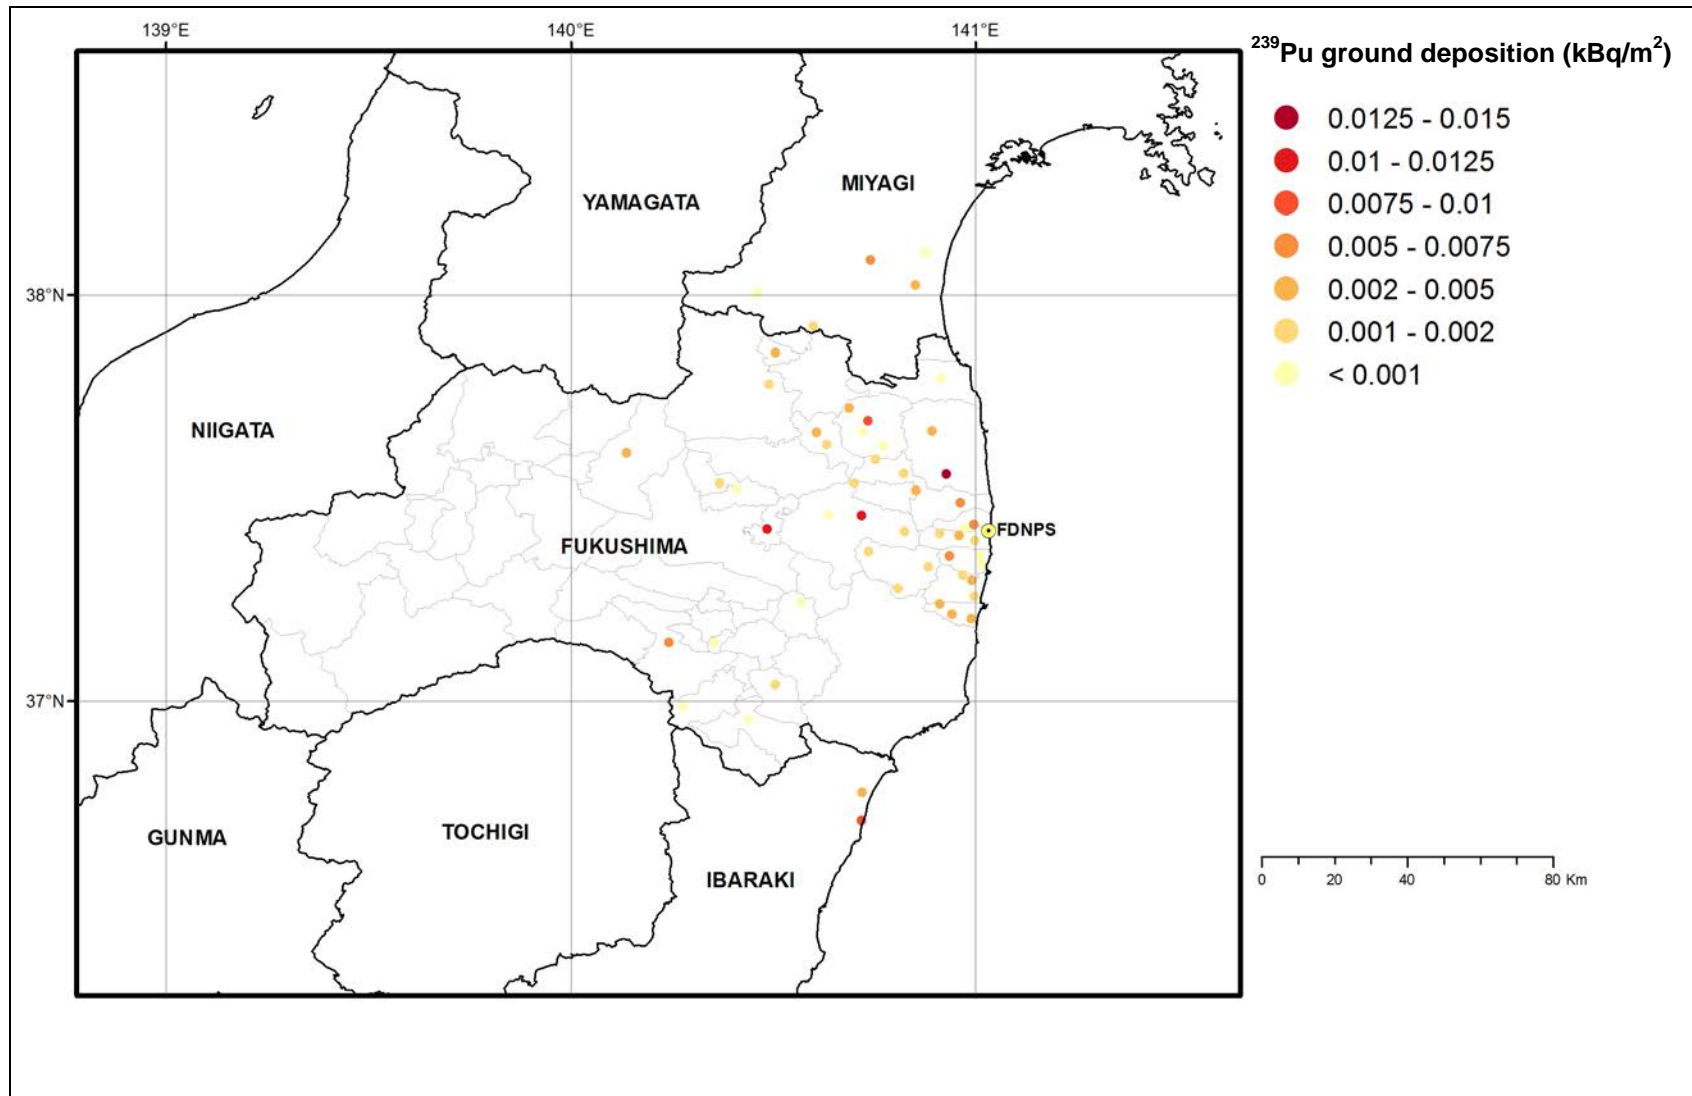 139°E 140°E 141°E
²³⁹Pu ground deposition (kBq/m²)
0.0125 - 0.015
0.01 - 0.0125
0.0075 - 0.01
0.005 - 0.0075
0.002 - 0.005
0.001 - 0.002
< 0.001
MIYAGI
YAMAGATA
38°N
NIIGATA
FDNPS
FUKUSHIMA
37°N
TOCHIGI
GUNMA
IBARAKI
0 20 40 80 Km